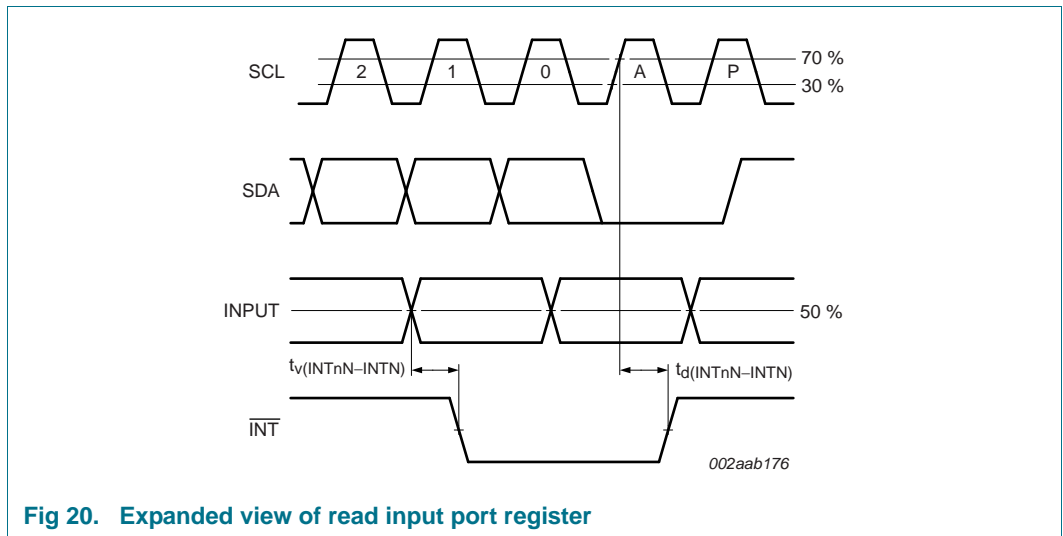 SCL
2
1
0
A
P
70 %
30 %
SDA
INPUT
50 %
tv(INTnN–INTN)
td(INTnN–INTN)
INT
002aab176
Fig 20. Expanded view of read input port register